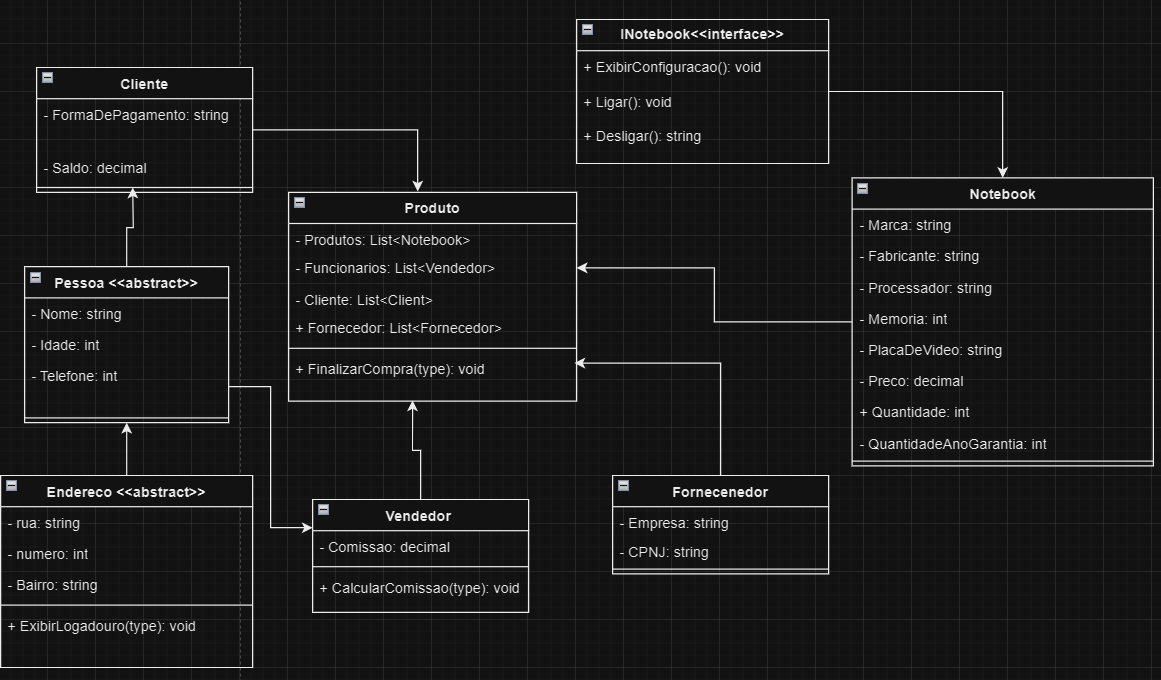 INotebook<<interface>>
+ ExibirConfiguracao(): void
+ Ligar(): void
+ Desligar(): string
Cliente
- FormaDePagamento: string
- Saldo: decimal
Produto
- Produtos: List<Notebook>
- Funcionarios: List<Vendedor>
- Cliente: List<Client>
+ Fornecedor: List<Fornecedor>
+ FinalizarCompra(type): void
Notebook
- Marca: string
- Fabricante: string
- Processador: string
- Memoria: int
- PlacaDeVideo: string
- Preco: decimal
+ Quantidade: int
- QuantidadeAnoGarantia: int
Pessoa <<abstract>>
- Nome: string
- Idade: int
- Telefone: int
Endereco <<abstract>>
- rua: string
- numero: int
- Bairro: string
+ ExibirLogadouro(type): void
Vendedor
- Comissao: decimal
+ CalcularComissao(type): void
Fornecenedor
- Empresa: string
- CPNJ: string